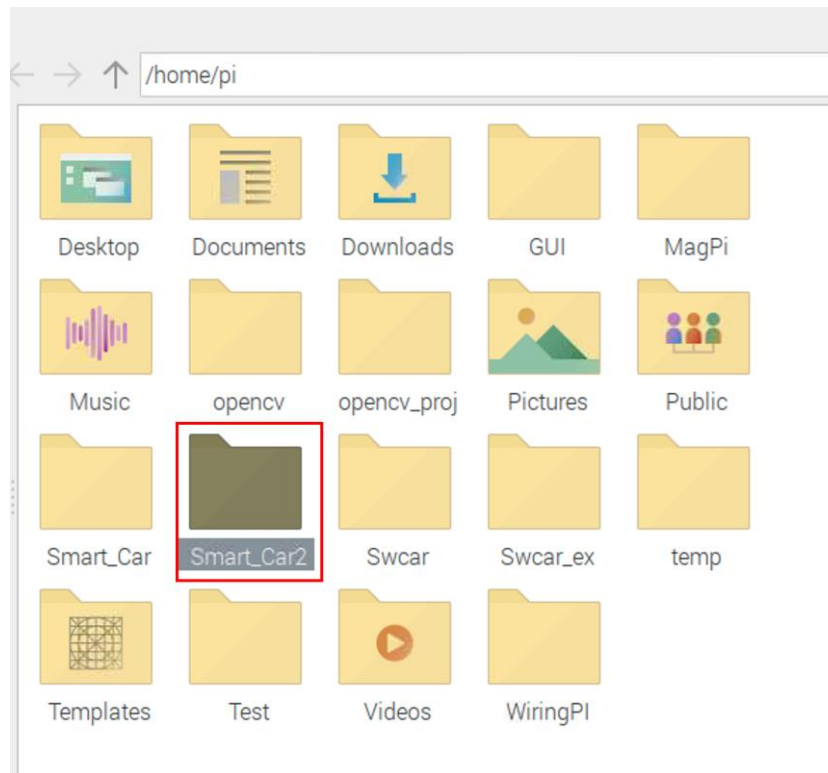 /home/pi
Desktop Documents Downloads GUI MagPi
Music opencv opencv_proj Pictures Public
Smart_Car Smart_Car2 Swcar Swcar_ex temp
Templates Test Videos WiringPI